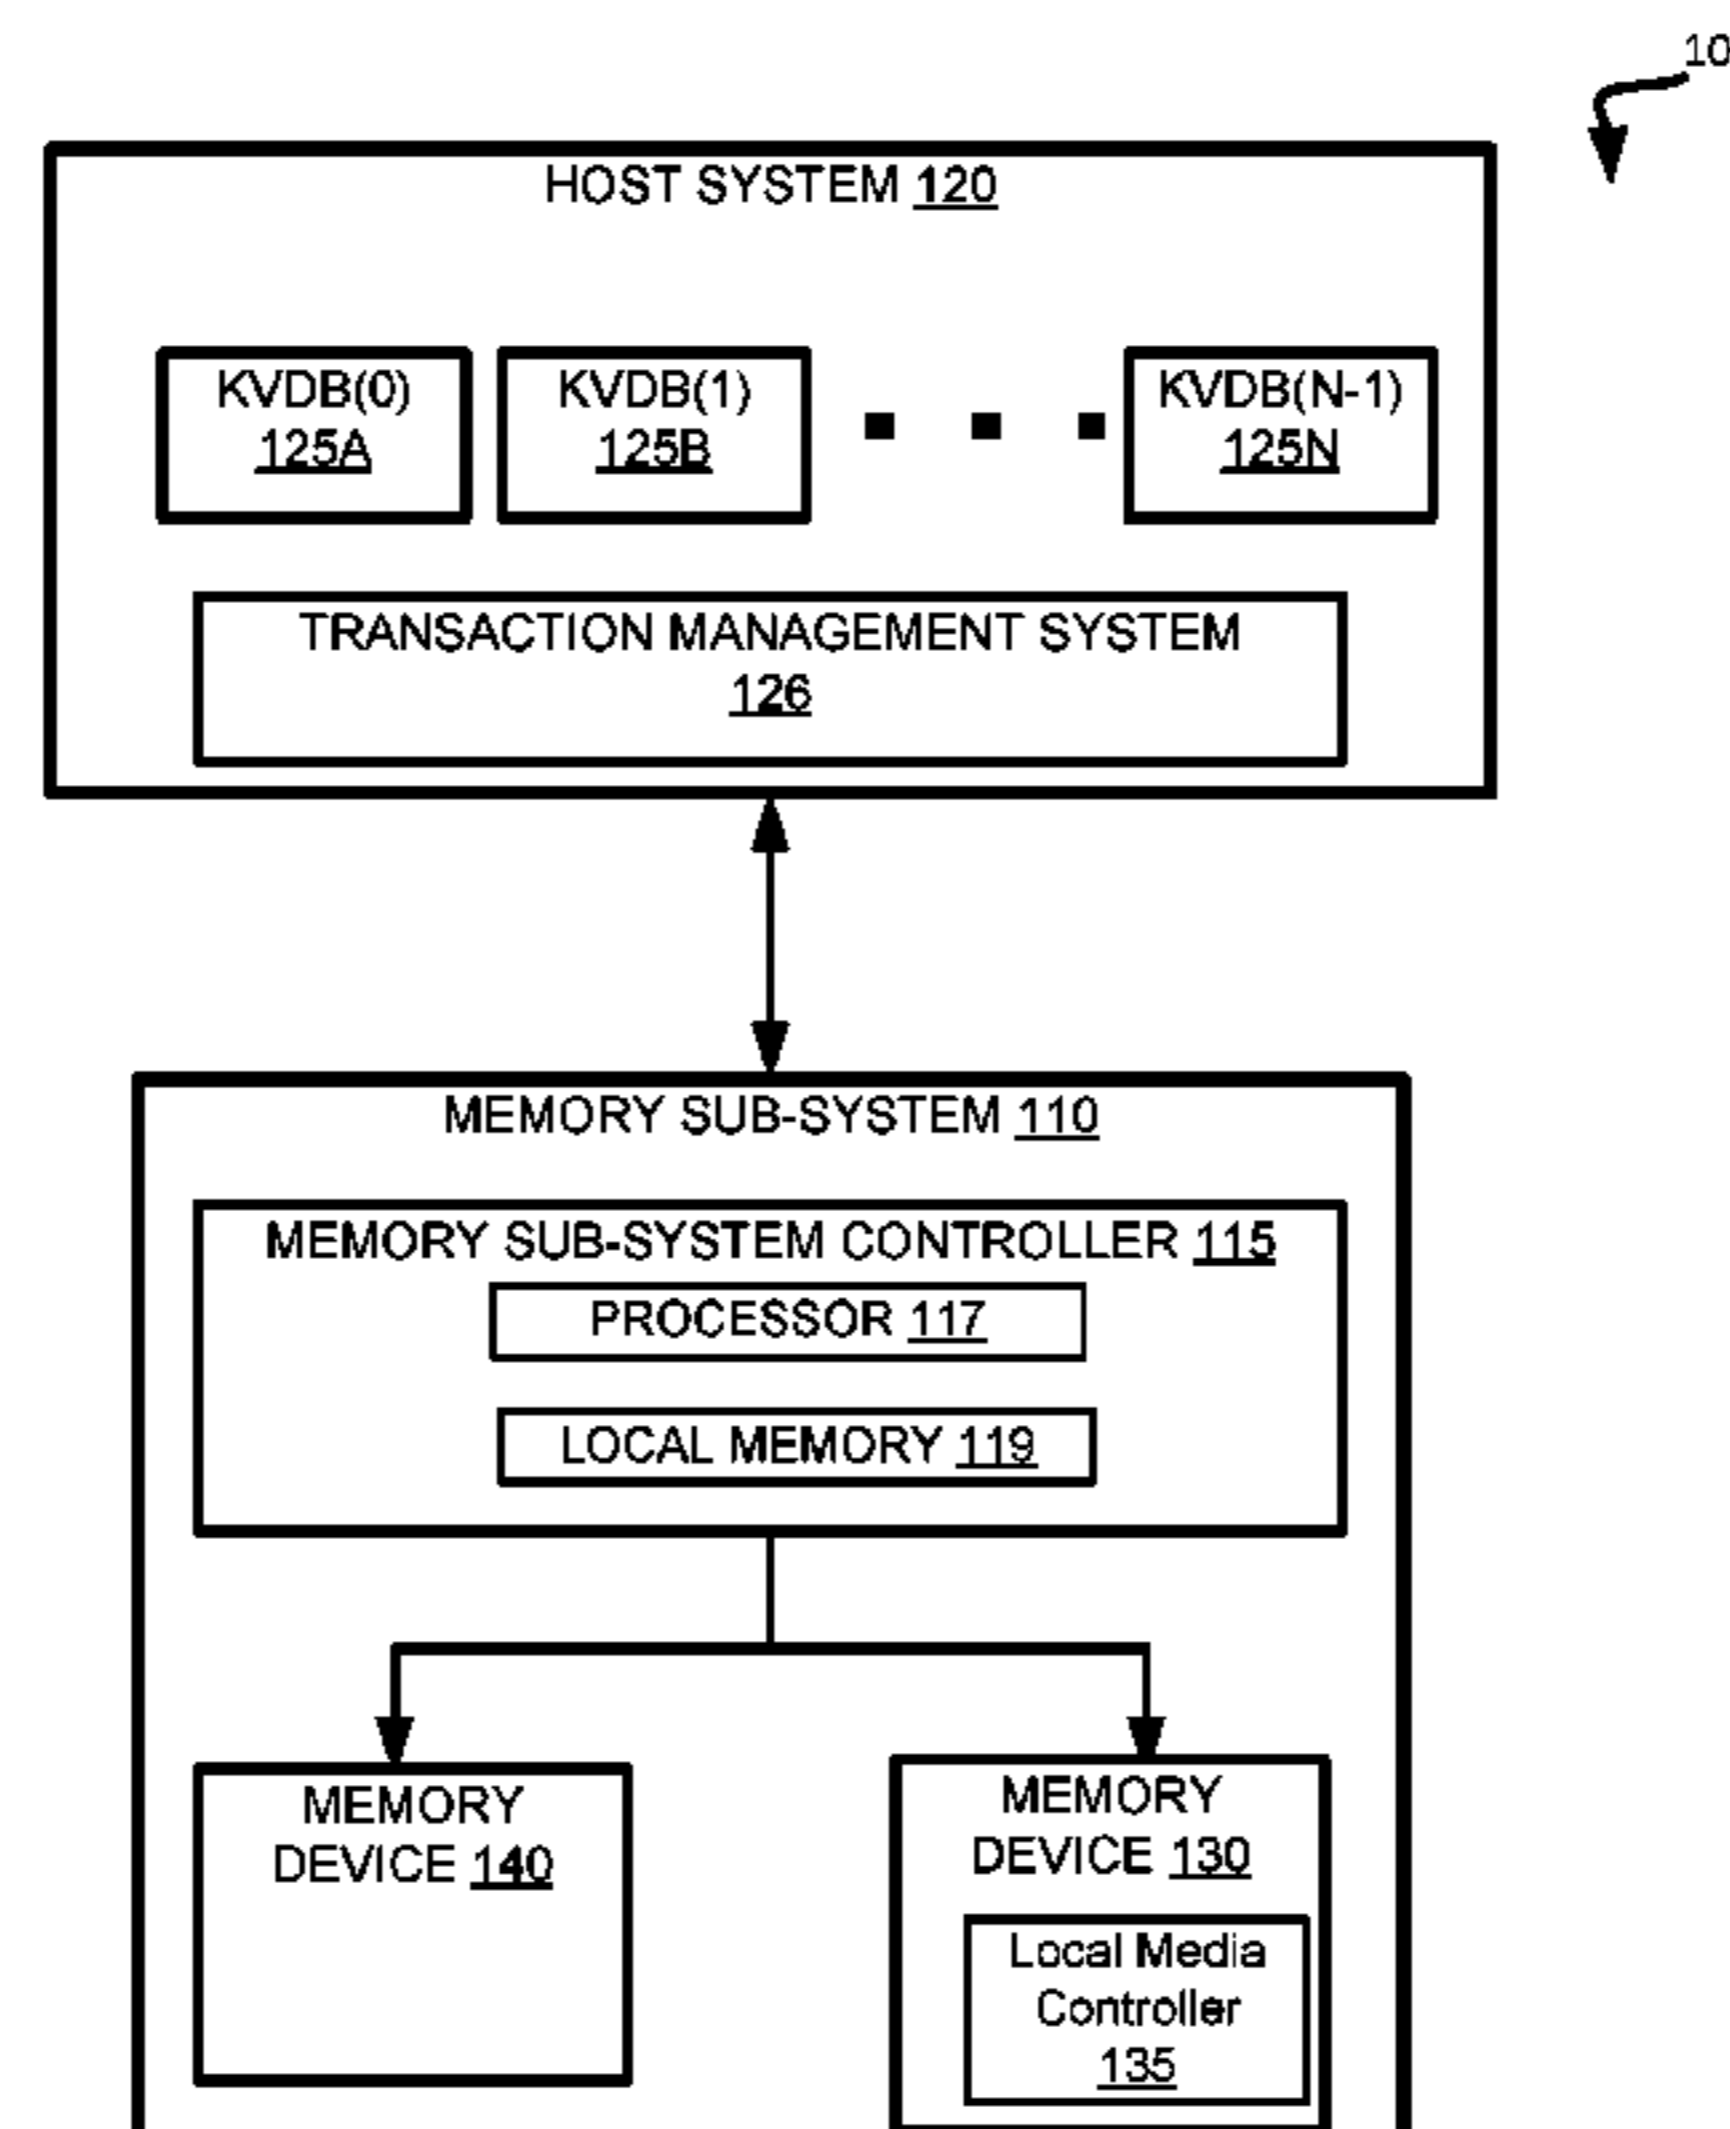 10
HOST SYSTEM 120
KVDB(0)
125A
KVDB(1)
125B
KVDB(N-1)
125N
TRANSACTION MANAGEMENT SYSTEM
126
MEMORY SUB-SYSTEM 110
MEMORY SUB-SYSTEM CONTROLLER 115
PROCESSOR 117
LOCAL MEMORY 119
MEMORY
DEVICE 140
MEMORY
DEVICE 130
Local Media
Controller
135